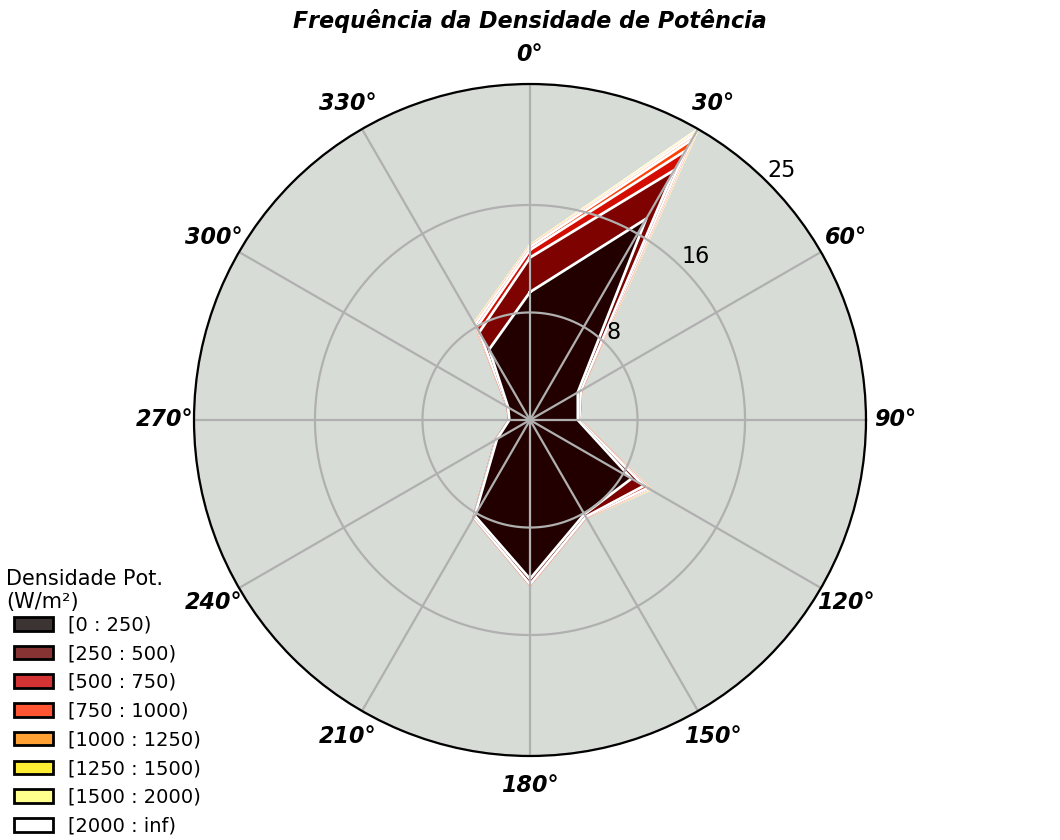 Frequência da Densidade de Potência
0°
330°
30°
25
300°
60°
16
8
270°
90°
Densidade Pot.
(W/m²)
240°
120°
[0 : 250)
[250 : 500)
[500 : 750)
[750 : 1000)
210°
150°
[1000 : 1250)
[1250 : 1500)
180°
[1500 : 2000)
[2000 : inf)